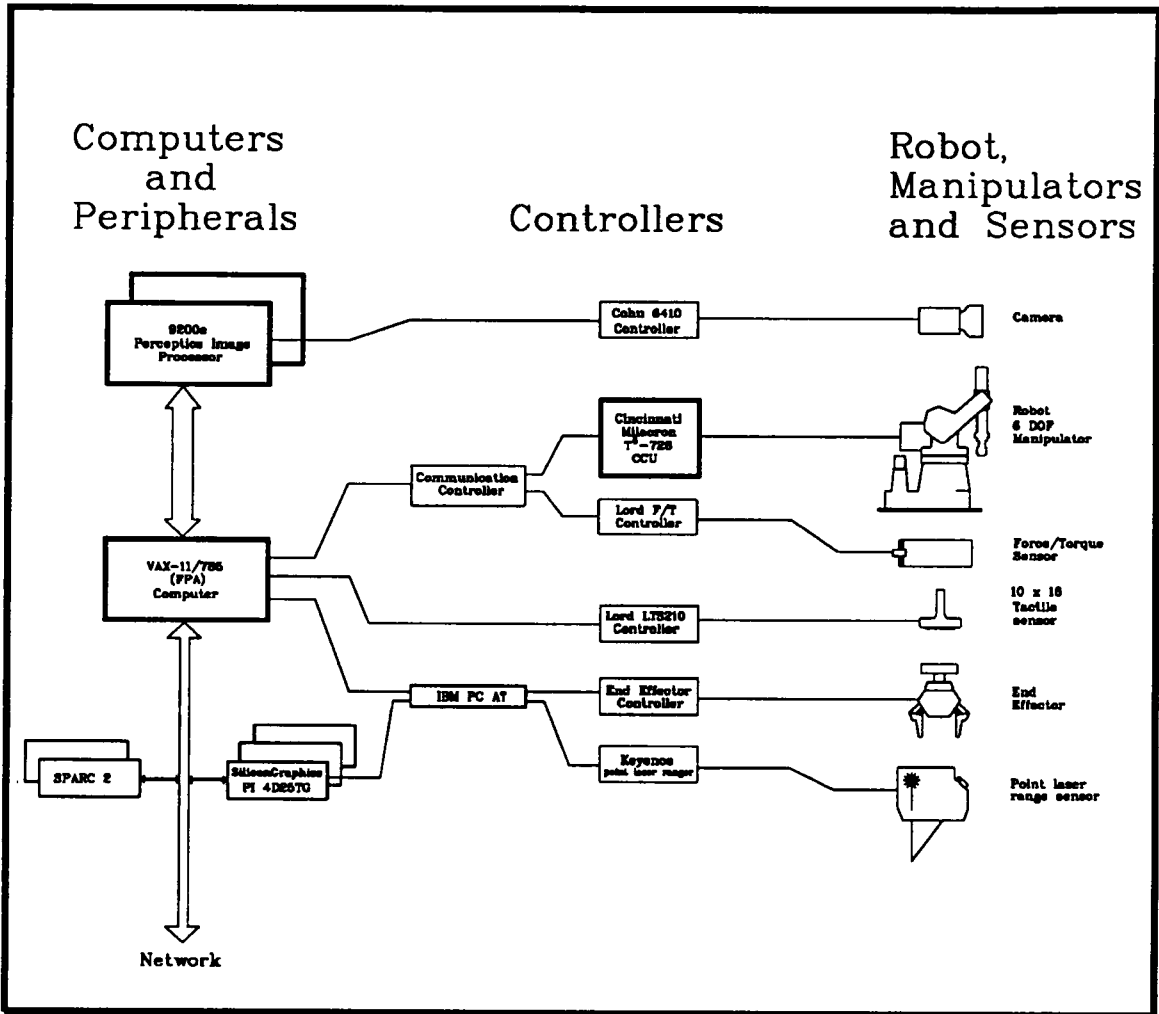 Computers
and
Peripherals
Controllers
Robot,
Manipulators
and Sensors
9200e
Perceptics Image
Processor
Cohu 6410
Controller
Camera
Cincinnati
Milacron
T³-726
CCU
Robot
6 DOF
Manipulator
Communication
Controller
Lord F/T
Controller
Force/Torque
Sensor
VAX-11/785
(FPA)
Computer
Lord LTS210
Controller
10 x 16
Tactile
sensor
IBM PC AT
End Effector
Controller
End
Effector
SPARC 2
SiliconGraphics
PI 4D25TG
Keyence
point laser ranger
Point laser
range sensor
Network